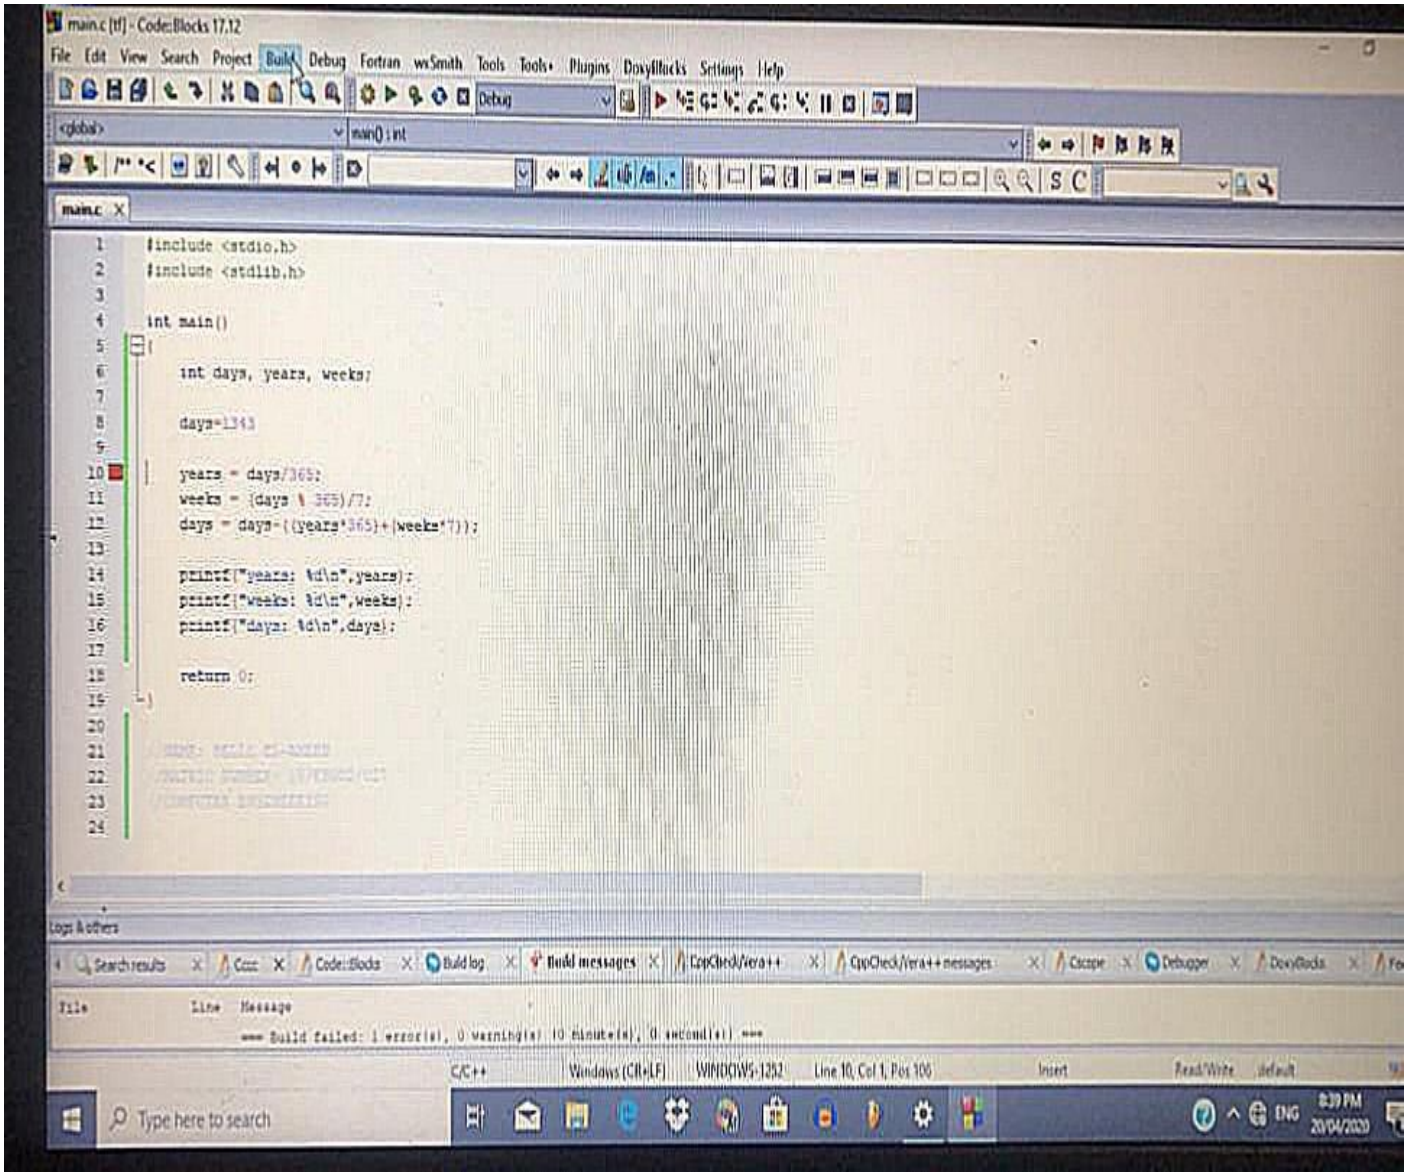 main.c [tf] - Code::Blocks 17.12
File Edit View Search Project Build Debug Fortran wxSmith Tools Tools+ Plugins DoxyBlocks Settings Help
Debug
<global> main() : int
S C
main.c X
1 #include <stdio.h>
2 #include <stdlib.h>
3
4 int main()
5 {
6 int days, years, weeks;
7
8 days=1343
9
10 years = days/365;
11 weeks = (days % 365)/7;
12 days = days-((years*365)+(weeks*7));
13
14 printf("years: %d\n",years);
15 printf("weeks: %d\n",weeks);
16 printf("days: %d\n",days);
17
18 return 0;
19 }
20
21
22
23 //COMPUTER ENGINEERING
24
Logs & others
Search results X Cccc X Code::Blocks X Build log X Build messages X CppCheck/Vera++ X CppCheck/Vera++ messages X Cscope X Debugger X DoxyBlocks X
File Line Message
=== Build failed: 1 error(s), 0 warning(s) (0 minute(s), 0 second(s)) ===
C/C++ Windows (CR+LF) WINDOWS-1252 Line 10, Col 1, Pos 106 Insert Read/Write default
Type here to search ENG 8:39 PM
20/04/2020